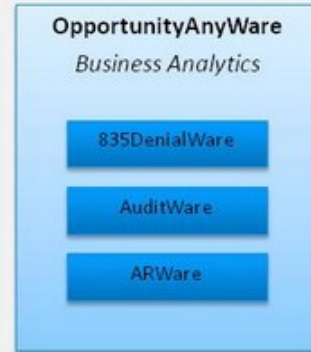 OpportunityAnyWare
Business Analytics
835DenialWare
AuditWare
ARWare